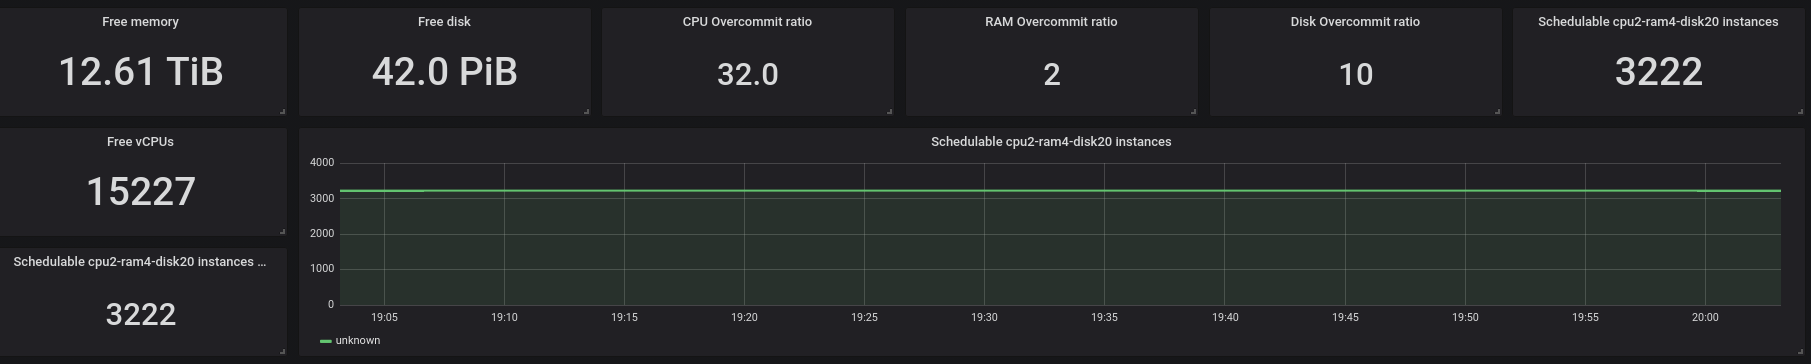 Free memory
12.61 TiB
Free disk
42.0 PiB
CPU Overcommit ratio
32.0
RAM Overcommit ratio
2
Disk Overcommit ratio
10
Schedulable cpu2-ram4-disk20 instances
3222
Free vCPUs
15227
Schedulable cpu2-ram4-disk20 instances ...
3222
Schedulable cpu2-ram4-disk20 instances
4000
3000
2000
1000
0
19:05 19:10 19:15 19:20 19:25 19:30 19:35 19:40 19:45 19:50 19:55 20:00
unknown